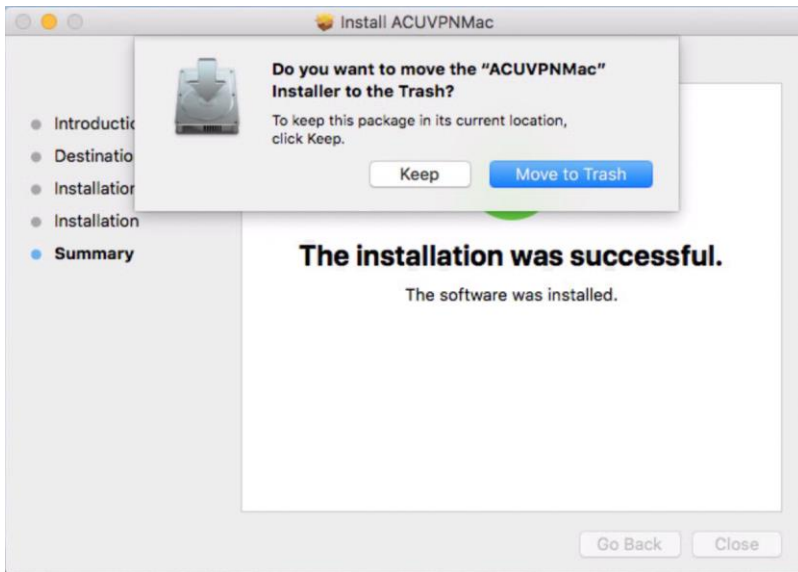 Install ACUVPNMac
Do you want to move the “ACUVPNMac”
Installer to the Trash?
To keep this package in its current location,
click Keep.
Keep
Move to Trash
Introductic
Destinatio
Installation
Installation
Summary
The installation was successful.
The software was installed.
Go Back
Close